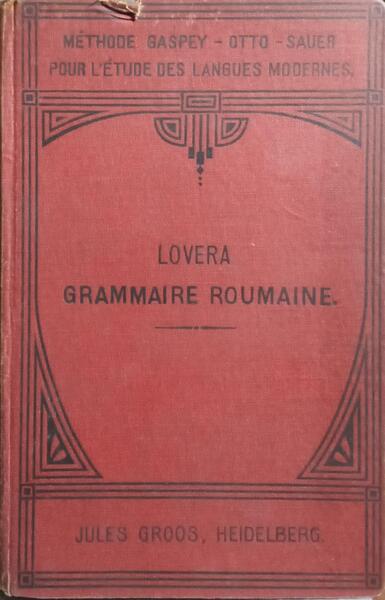 MÉTHODE GASPEY - OTTO - SAUER
POUR L'ÉTUDE DES LANGUES MODERNES.
LOVERA
GRAMMAIRE ROUMAINE.
JULES GROOS, HEIDELBERG.